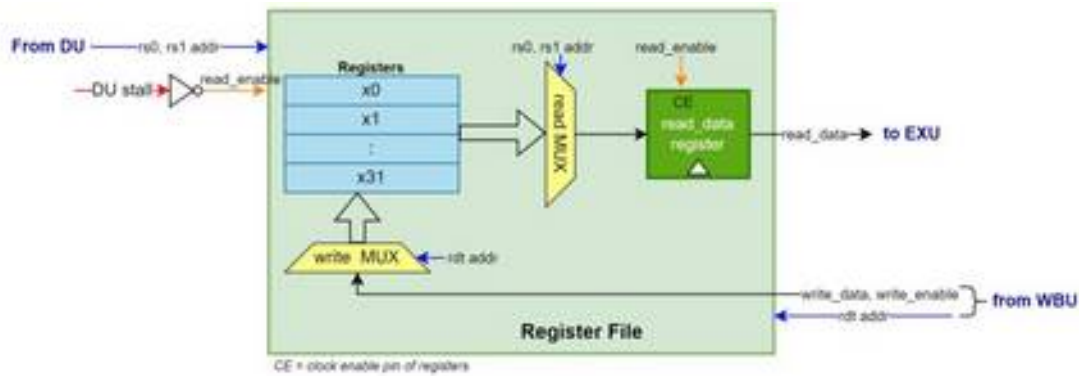 From DU
rs0, rs1 addr
DU stall
read_enable
Registers
x0
x1
:
x31
rs0, rs1 addr
read MUX
read_enable
CE
read_data
register
read_data
to EXU
write MUX
rdt addr
write_data, write_enable
from WBU
rdt addr
Register File
CE = clock enable pin of registers